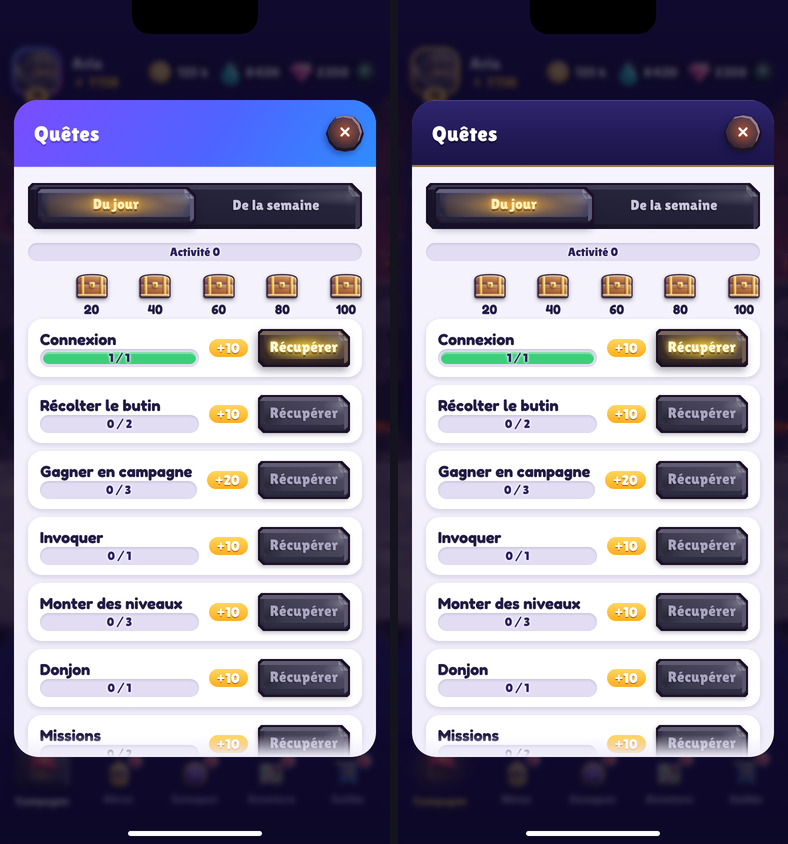 Quêtes
×
Du jour
De la semaine
Activité 0
20
40
60
80
100
Connexion
1/1
+10
Récupérer
Récolter le butin
0/2
+10
Récupérer
Gagner en campagne
0/3
+20
Récupérer
Invoquer
0/1
+10
Récupérer
Monter des niveaux
0/3
+10
Récupérer
Donjon
0/1
+10
Récupérer
Missions
+10
Récupérer
Quêtes
×
Du jour
De la semaine
Activité 0
20
40
60
80
100
Connexion
1/1
+10
Récupérer
Récolter le butin
0/2
+10
Récupérer
Gagner en campagne
0/3
+20
Récupérer
Invoquer
0/1
+10
Récupérer
Monter des niveaux
0/3
+10
Récupérer
Donjon
0/1
+10
Récupérer
Missions
+10
Récupérer